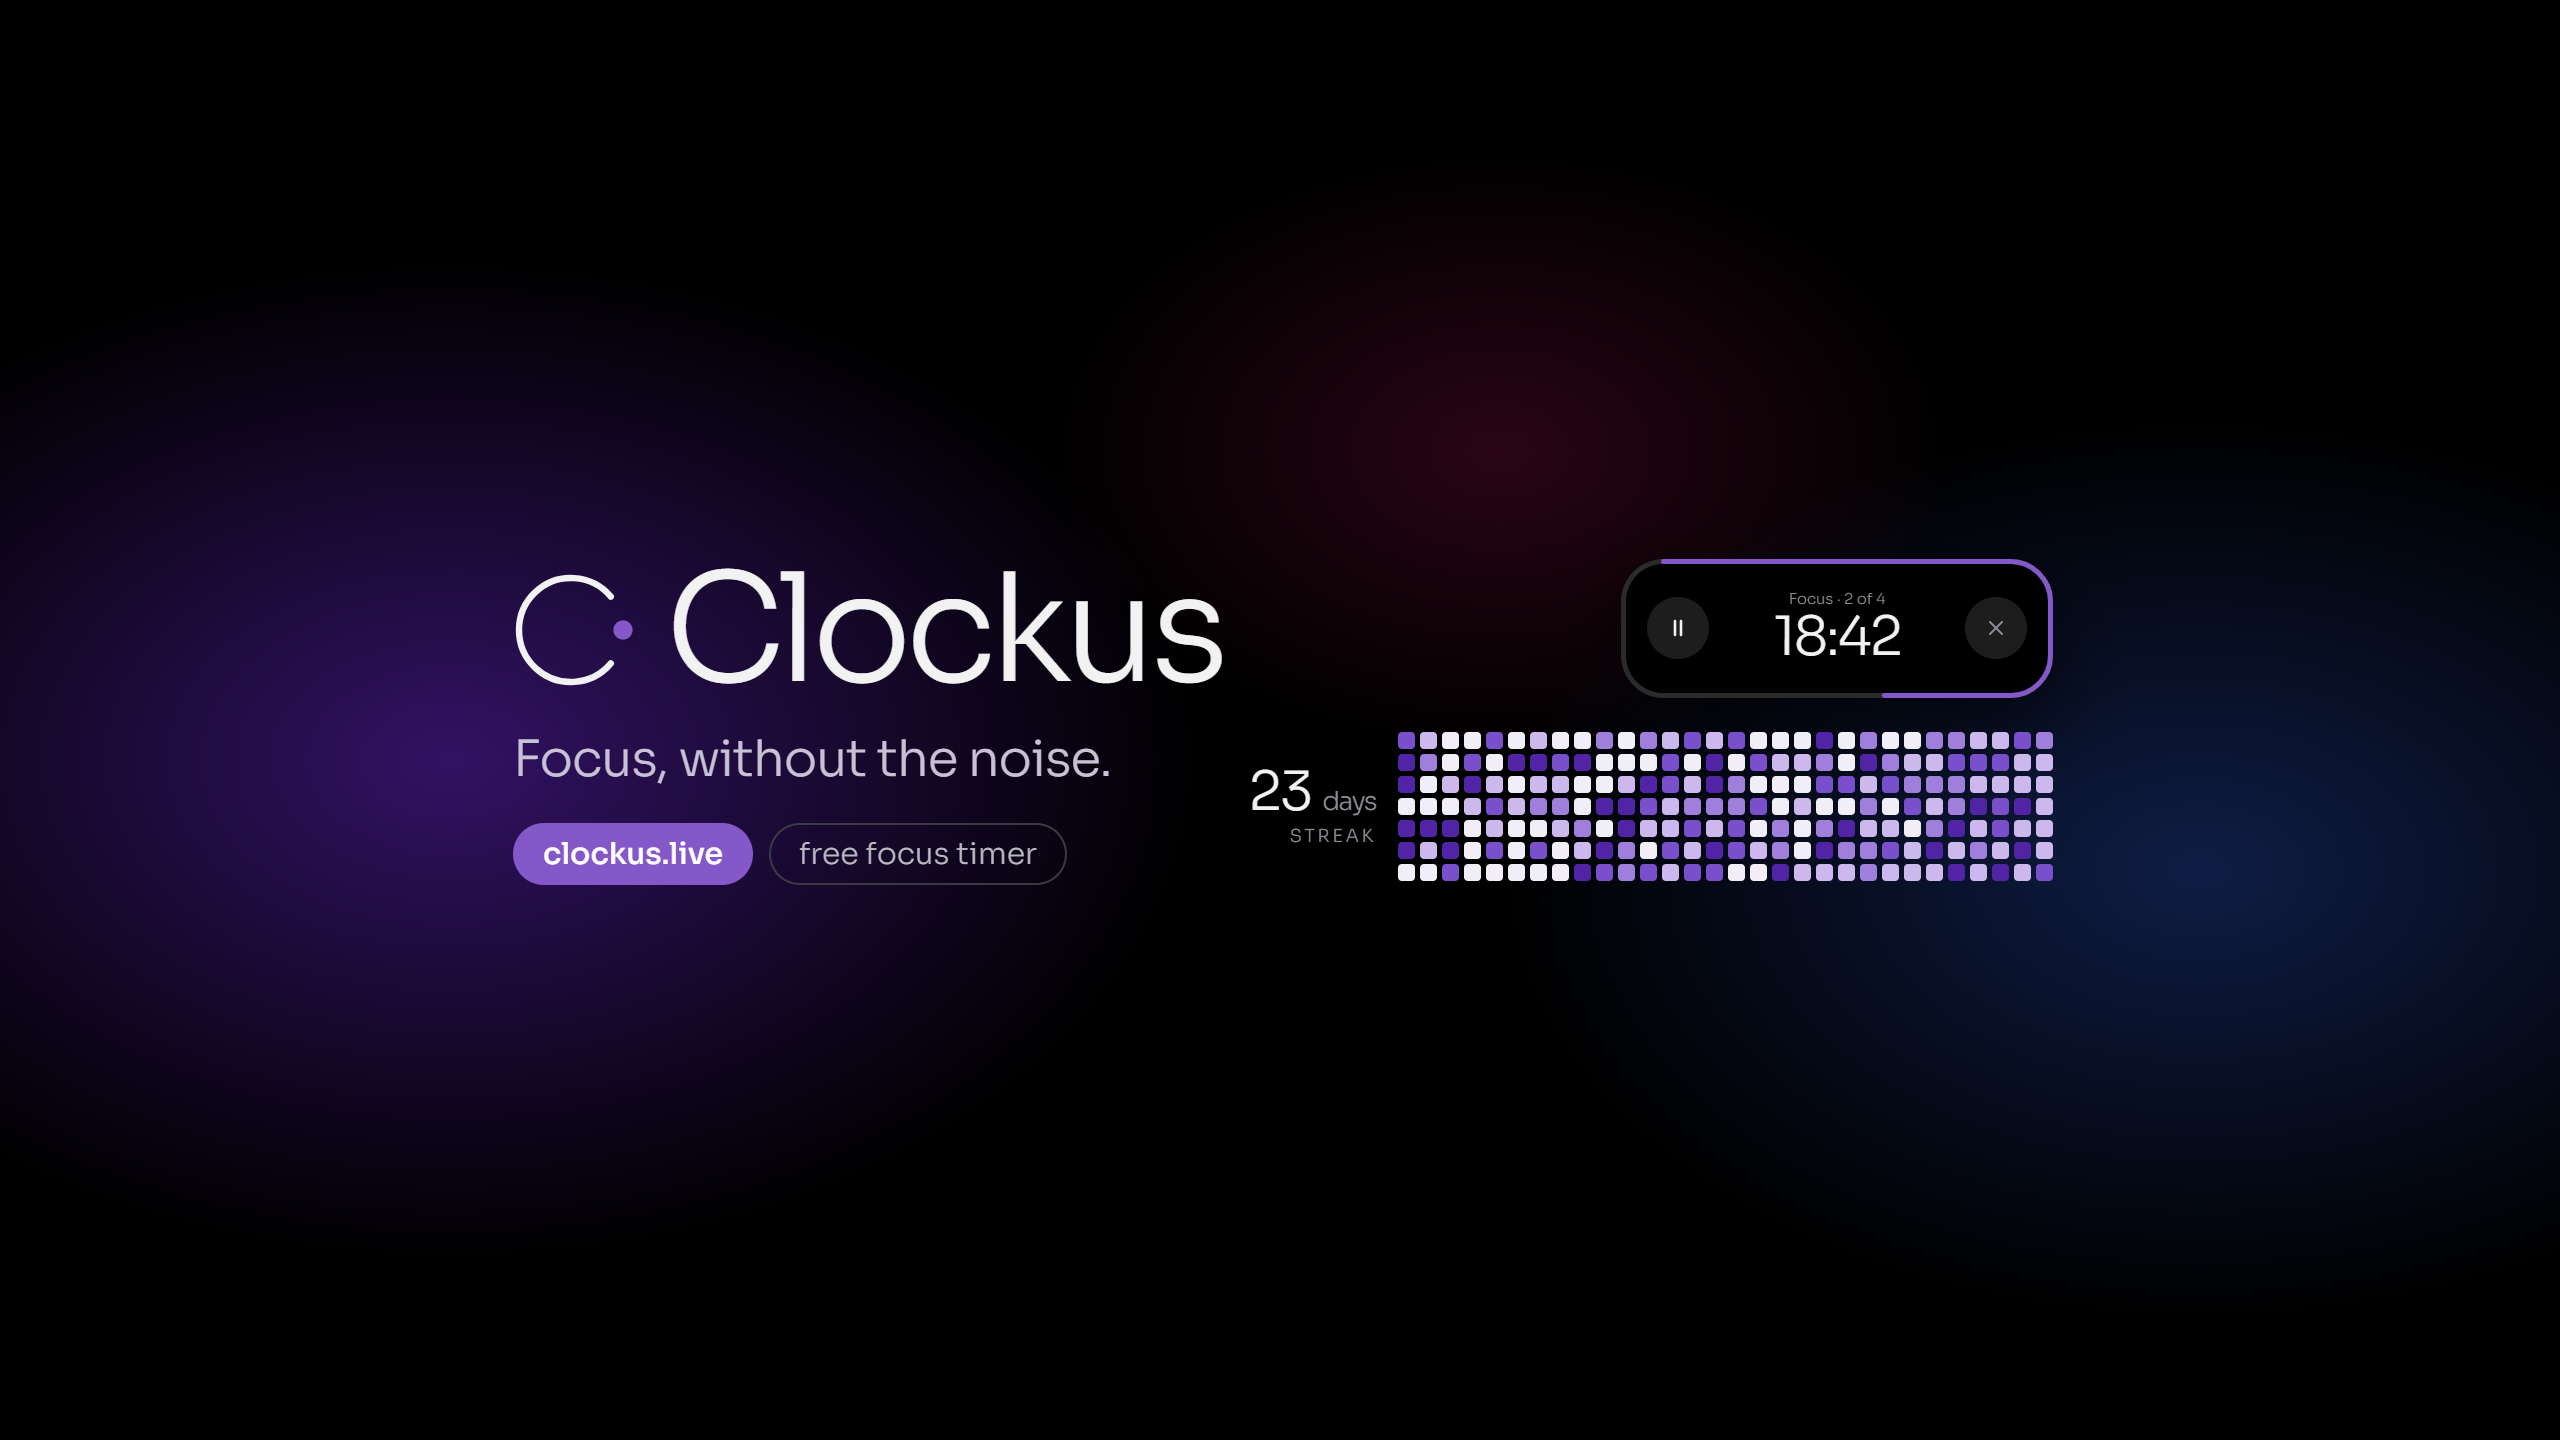 Clockus
Focus, without the noise.
clockus.live
free focus timer
Focus · 2 of 4
18:42
23 days
STREAK